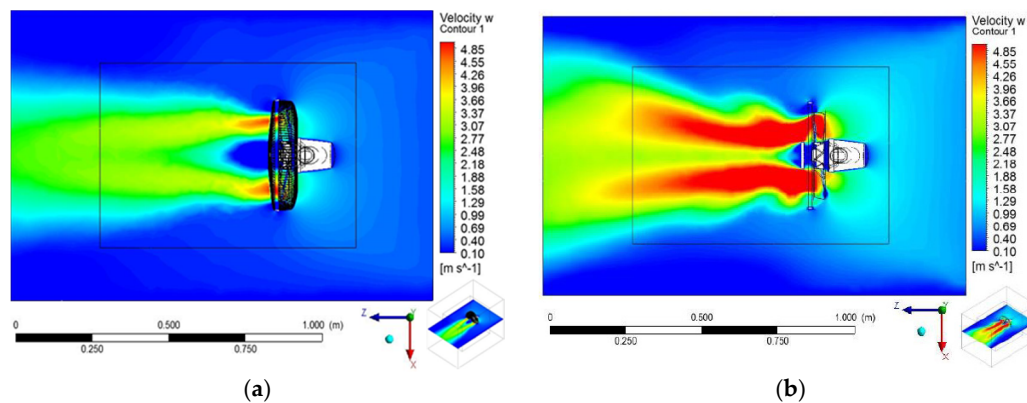 Velocity w
Contour 1
4.85
4.55
4.26
3.96
3.66
3.37
3.07
2.77
2.48
2.18
1.88
1.58
1.29
0.99
0.69
0.40
0.10
[m s^-1]
0
0.500
1.000 (m)
0.250
0.750
Z
Y
X
(a)
Velocity w
Contour 1
4.85
4.55
4.26
3.96
3.66
3.37
3.07
2.77
2.48
2.18
1.88
1.58
1.29
0.99
0.69
0.40
0.10
[m s^-1]
0
0.500
1.000 (m)
0.250
0.750
Z
Y
X
(b)